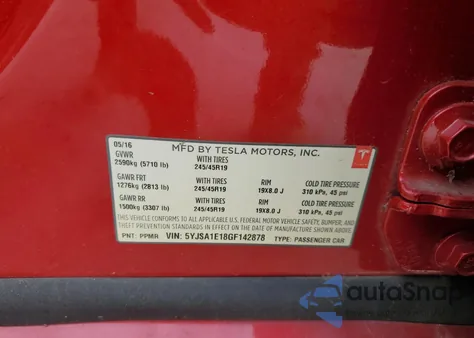 05/16 MFD BY TESLA MOTORS, INC.
GVWR WITH TIRES
2590kg (5710 lb) 245/45R19
GAWR FRT WITH TIRES RIM COLD TIRE PRESSURE
1276kg (2813 lb) 245/45R19 19X8.0 J 310 kPa, 45 psi
GAWR RR WITH TIRES RIM COLD TIRE PRESSURE
1500kg (3307 lb) 245/45R19 19X8.0 J 310 kPa, 45 psi
THIS VEHICLE CONFORMS TO ALL APPLICABLE U.S. FEDERAL MOTOR VEHICLE SAFETY, BUMPER, AND
THEFT PREVENTION STANDARDS IN EFFECT ON THE DATE OF MANUFACTURE SHOWN ABOVE.
PNT: PPMR VIN: 5YJSA1E18GF142878 TYPE: PASSENGER CAR
autoSnap